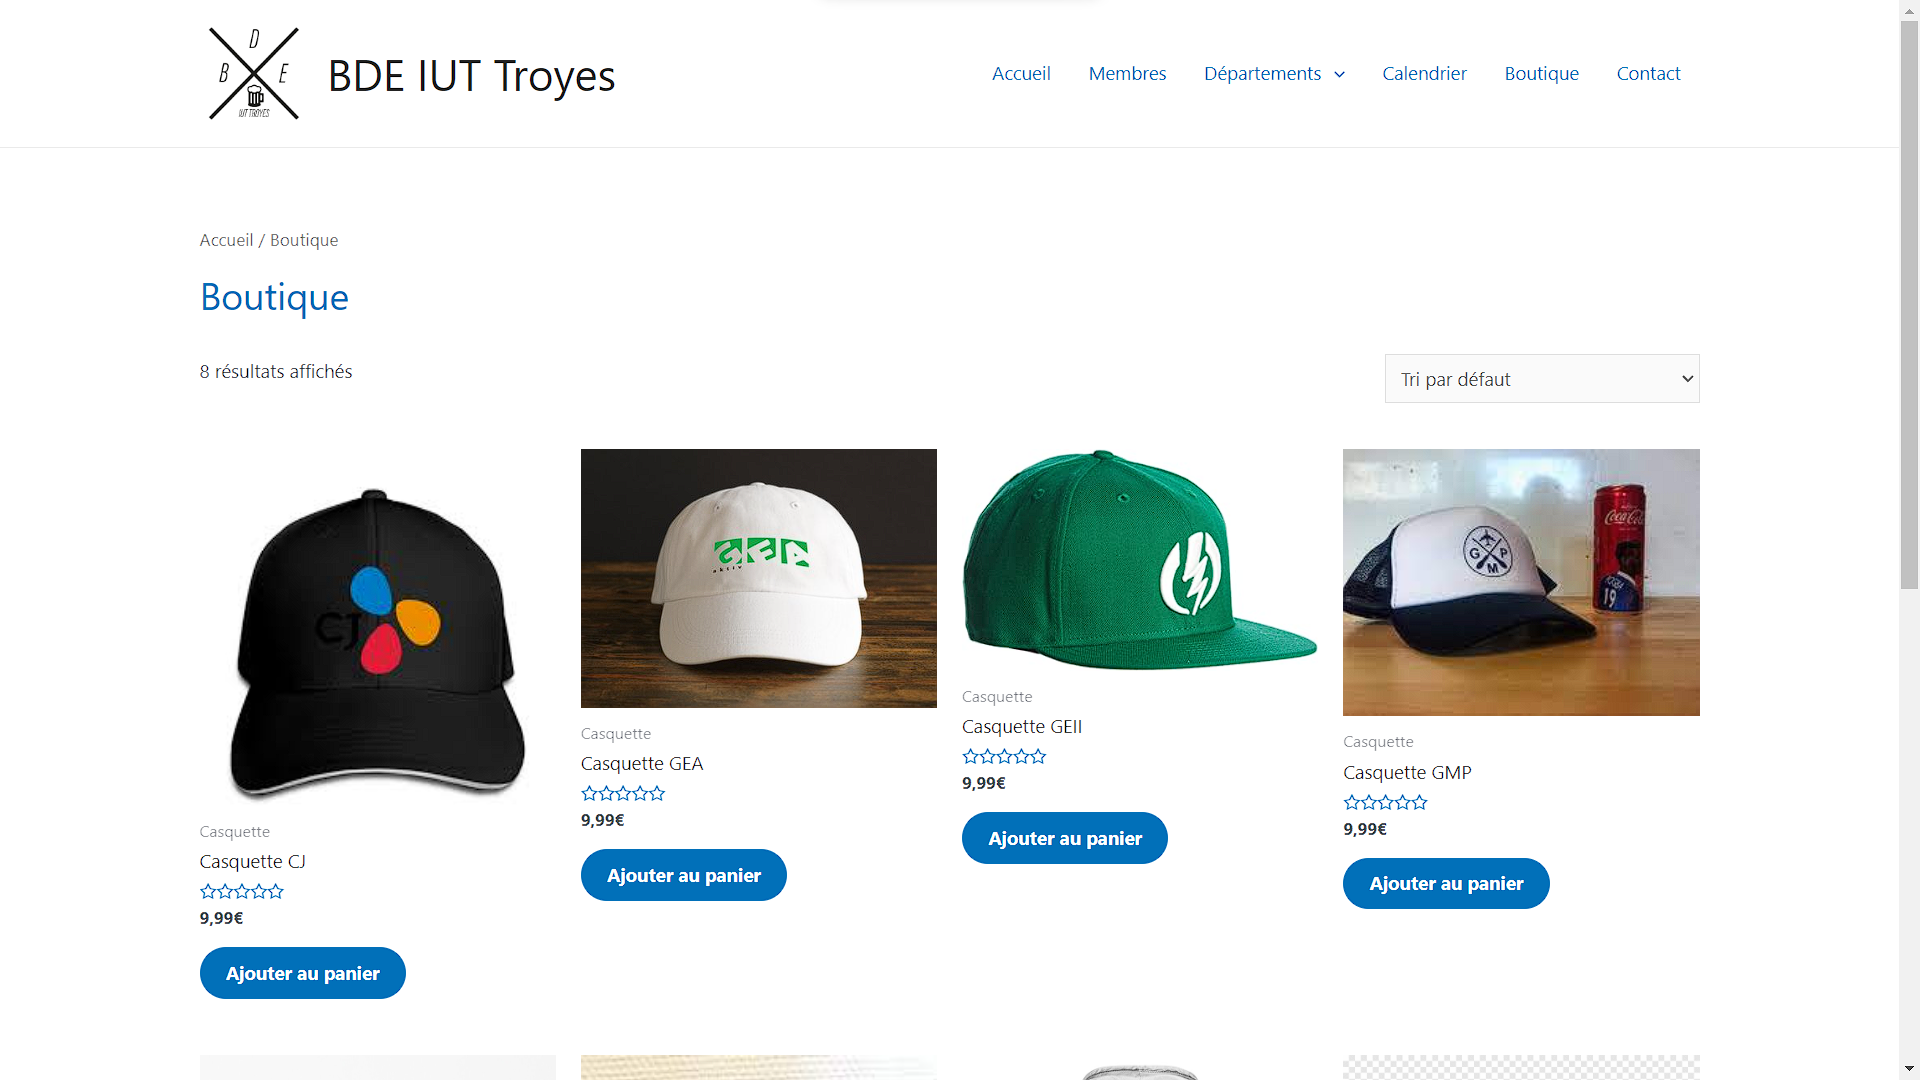 D
B E
IUT TROYES
BDE IUT Troyes
Accueil Membres Départements Calendrier Boutique Contact
Accueil / Boutique
Boutique
8 résultats affichés
Tri par défaut
CJ
GEA
aktiv
Coca-Cola
19
G P
M
Casquette
Casquette CJ
9,99€
Ajouter au panier
Casquette
Casquette GEA
9,99€
Ajouter au panier
Casquette
Casquette GEII
9,99€
Ajouter au panier
Casquette
Casquette GMP
9,99€
Ajouter au panier